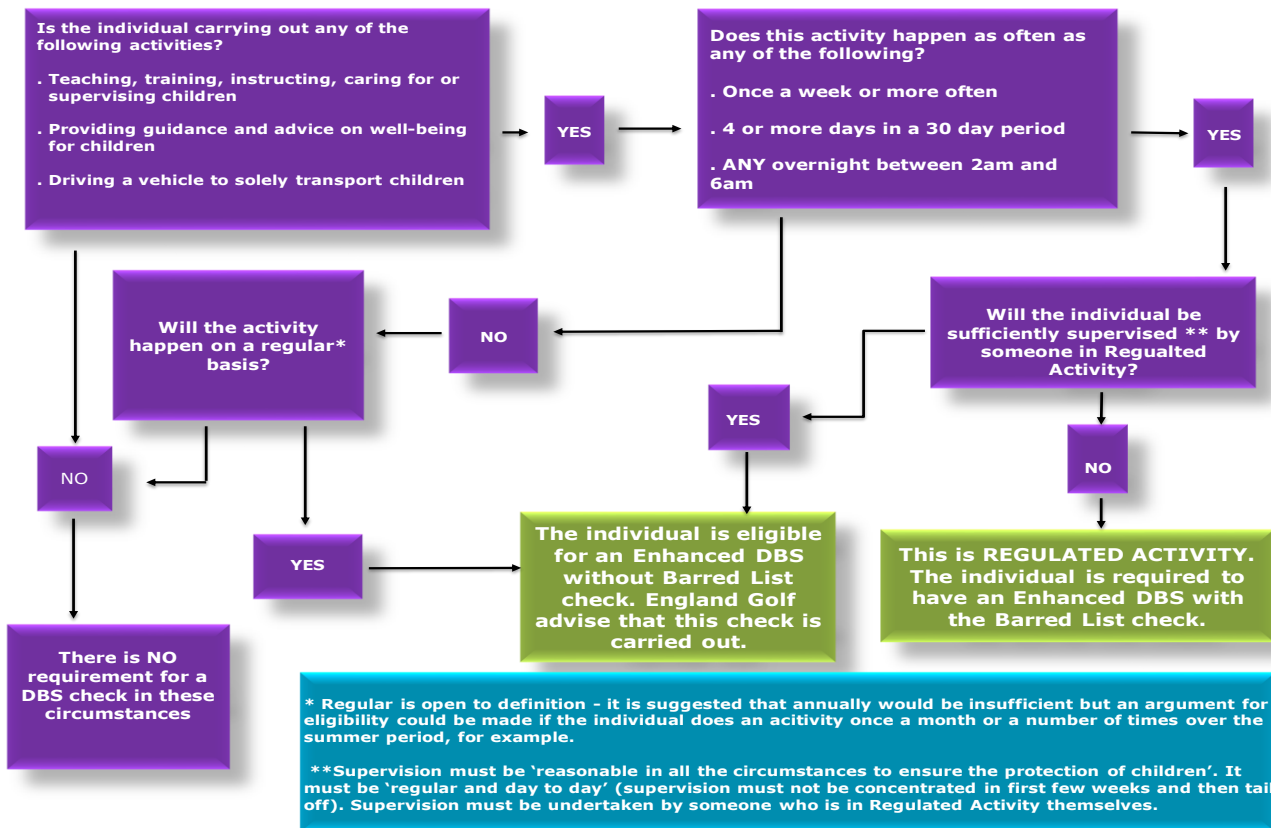 Is the individual carrying out any of the
following activities?
. Teaching, training, instructing, caring for or
supervising children
. Providing guidance and advice on well-being
for children
. Driving a vehicle to solely transport children
YES
Does this activity happen as often as
any of the following?
. Once a week or more often
. 4 or more days in a 30 day period
. ANY overnight between 2am and
6am
YES
Will the activity
happen on a regular*
basis?
NO
Will the individual be
sufficiently supervised ** by
someone in Regualted
Activity?
YES
NO
NO
YES
The individual is eligible
for an Enhanced DBS
without Barred List
check. England Golf
advise that this check is
carried out.
This is REGULATED ACTIVITY.
The individual is required to
have an Enhanced DBS with
the Barred List check.
There is NO
requirement for a
DBS check in these
circumstances
* Regular is open to definition - it is suggested that annually would be insufficient but an argument for
eligibility could be made if the individual does an acitivity once a month or a number of times over the
summer period, for example.
**Supervision must be ‘reasonable in all the circumstances to ensure the protection of children’. It
must be ‘regular and day to day’ (supervision must not be concentrated in first few weeks and then tail
off). Supervision must be undertaken by someone who is in Regulated Activity themselves.